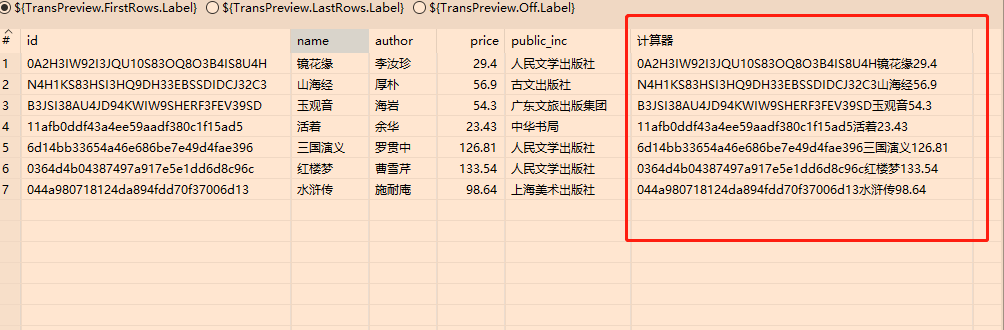 ${TransPreview.FirstRows.Label} ${TransPreview.LastRows.Label} ${TransPreview.Off.Label}
# id name author price public_inc 计算器
1 0A2H3IW92I3JQU10S83OQ8O3B4IS8U4H 镜花缘 李汝珍 29.4 人民文学出版社 0A2H3IW92I3JQU10S83OQ8O3B4IS8U4H镜花缘29.4
2 N4H1KS83HSI3HQ9DH33EBSSDIDCJ32C3 山海经 厚朴 56.9 古文出版社 N4H1KS83HSI3HQ9DH33EBSSDIDCJ32C3山海经56.9
3 B3JSI38AU4JD94KWIW9SHERF3FEV39SD 玉观音 海岩 54.3 广东文旅出版集团 B3JSI38AU4JD94KWIW9SHERF3FEV39SD玉观音54.3
4 11afb0ddf43a4ee59aadf380c1f15ad5 活着 余华 23.43 中华书局 11afb0ddf43a4ee59aadf380c1f15ad5活着23.43
5 6d14bb33654a46e686be7e49d4fae396 三国演义 罗贯中 126.81 人民文学出版社 6d14bb33654a46e686be7e49d4fae396三国演义126.81
6 0364d4b04387497a917e5e1dd6d8c96c 红楼梦 曹雪芹 133.54 人民文学出版社 0364d4b04387497a917e5e1dd6d8c96c红楼梦133.54
7 044a980718124da894fdd70f37006d13 水浒传 施耐庵 98.64 上海美术出版社 044a980718124da894fdd70f37006d13水浒传98.64